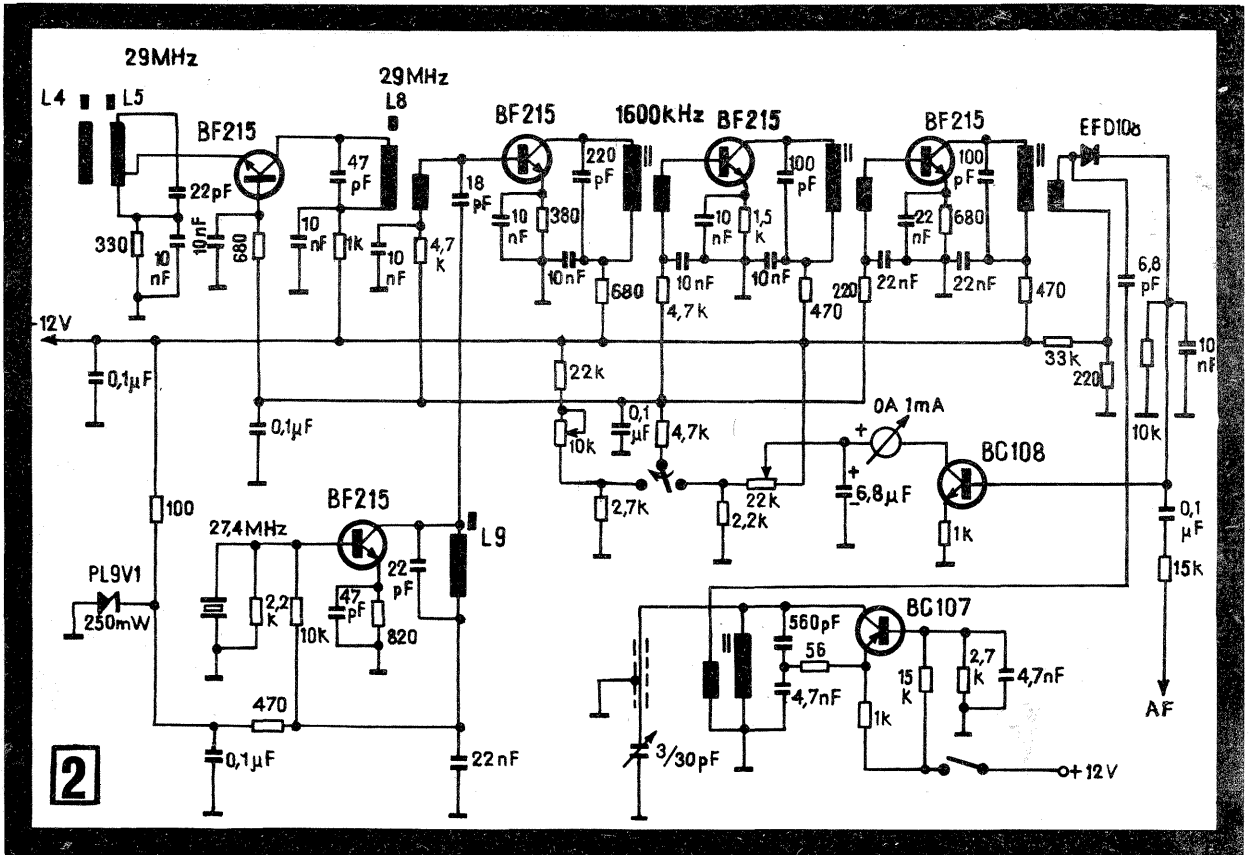 29MHz
L4
L5
BF215
22pF
330
10
nF
10nF
680
47
pF
10
nF
1k
29MHz
L8
10
nF
4,7
k
18
pF
BF215
220
pF
10
nF
380
10nF
680
1600kHz
BF215
100
pF
10
nF
1,5
k
10nF
10nF
4,7k
470
BF215
100
pF
22
nF
680
220
22nF
22nF
470
EFD108
6,8
pF
10
nF
10k
33k
220
-12V
0,1µF
0,1µF
22k
10k
0,1
µF
4,7k
2,7k
2,2k
22k
+
+
-
6,8µF
0A 1mA
BC108
1k
0,1
µF
15k
AF
100
PL9V1
250mW
27,4MHz
2,2
k
10k
BF215
47
pF
820
22
pF
L9
470
0,1µF
22nF
3/30pF
560pF
56
4,7nF
BC107
1k
15
k
2,7
k
4,7nF
+12V
2